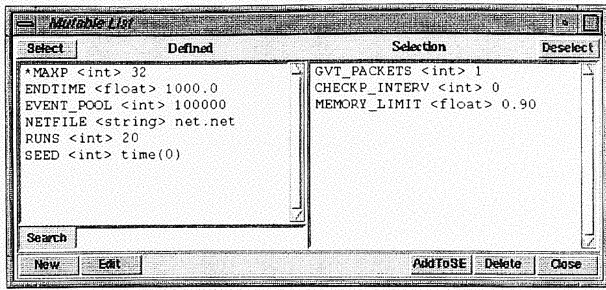 Mutable List
Select Defined Selection Deselect
*MAXP <int> 32
ENDTIME <float> 1000.0
EVENT_POOL <int> 100000
NETFILE <string> net.net
RUNS <int> 20
SEED <int> time(0)
GVT_PACKETS <int> 1
CHECKP_INTERV <int> 0
MEMORY_LIMIT <float> 0.90
Search
New Edit AddToSE Delete Close